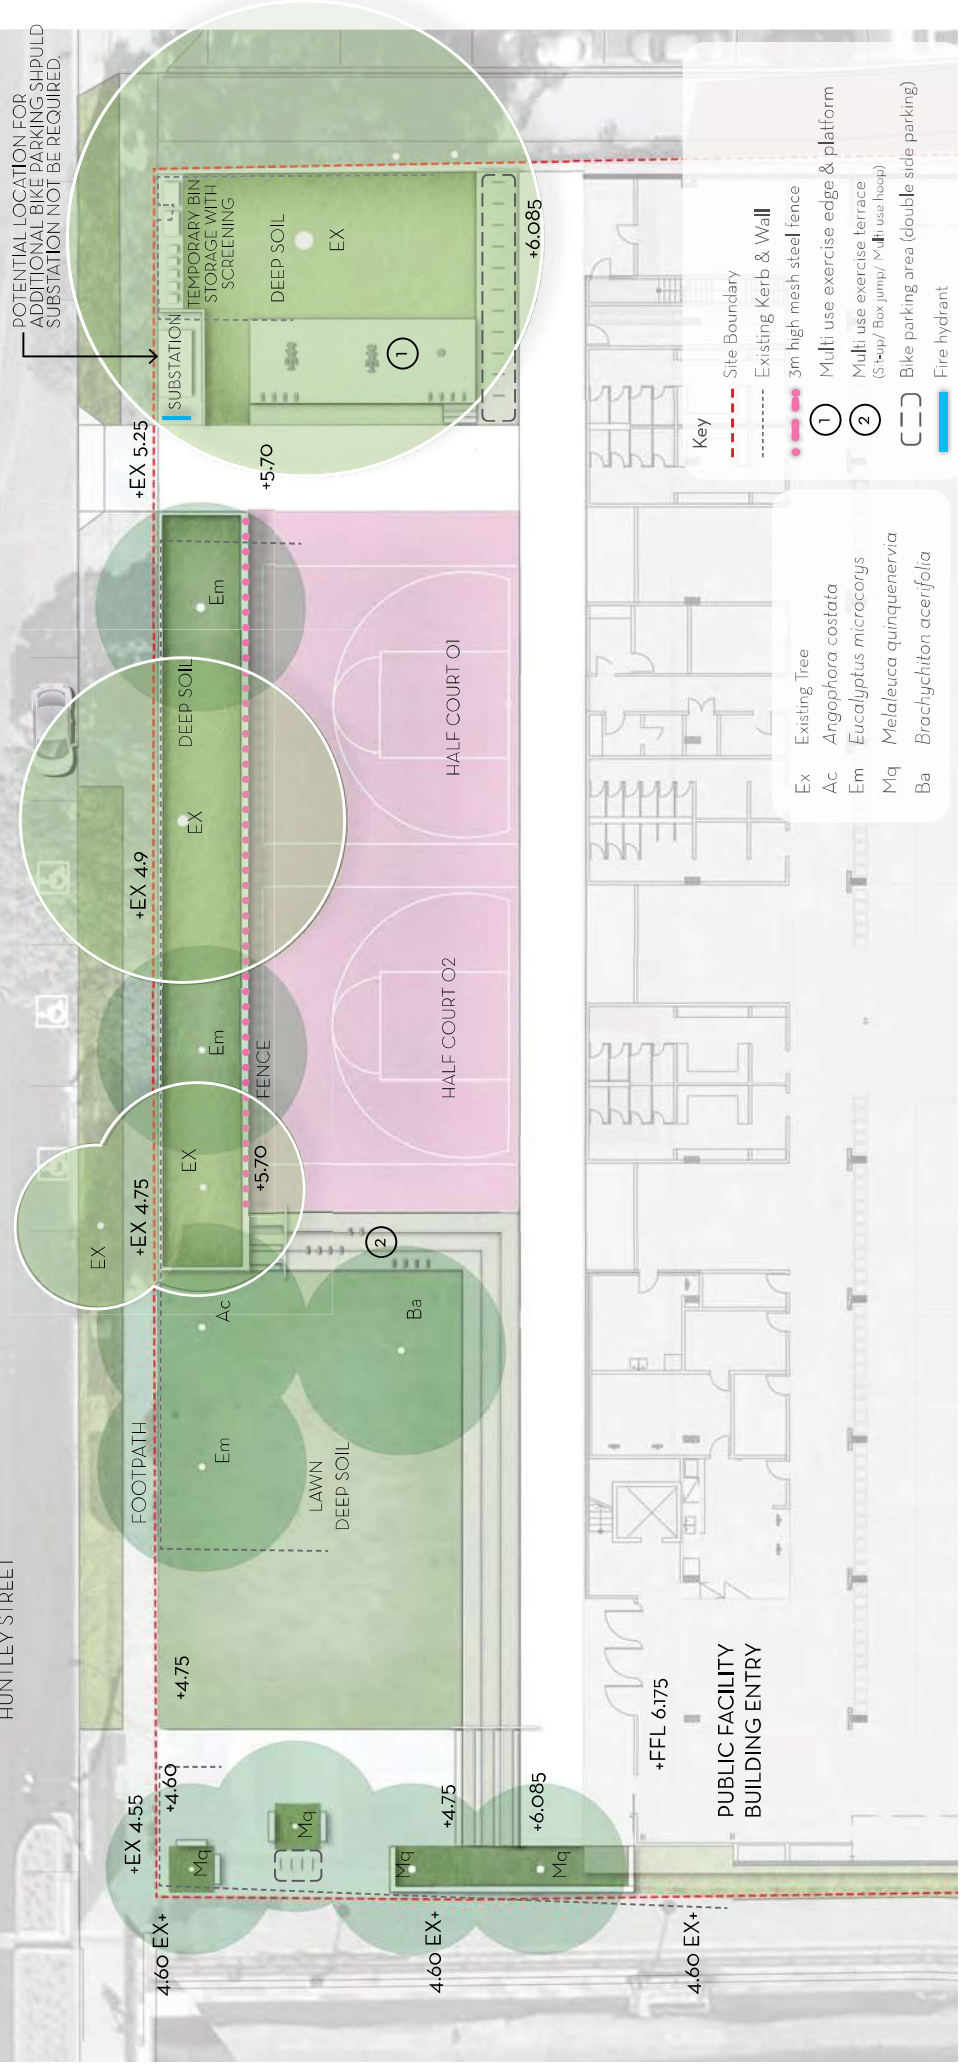 HUNTLEY STREET
POTENTIAL LOCATION FOR
ADDITIONAL BIKE PARKING SHPULD
SUBSTATION NOT BE REQUIRED.
FOOTPATH
+EX 4.55
+4.60
+4.75
+EX 4.75
+EX 4.9
+EX 5.25
4.60 EX+
4.60 EX+
4.60 EX+
Mq
Mq
Mq
Mq
+4.75
+6.085
Em
Ac
Ba
LAWN
DEEP SOIL
EX
EX
Em
EX
DEEP SOIL
Em
+5.70
FENCE
+5.70
2
HALF COURT 02
HALF COURT 01
SUBSTATION
TEMPORARY BIN
STORAGE WITH
SCREENING
DEEP SOIL
EX
1
+6.085
+FFL 6.175
PUBLIC FACILITY
BUILDING ENTRY
Ex Existing Tree
Ac Angophora costata
Em Eucalyptus microcorys
Mq Melaleuca quinquenervia
Ba Brachychiton acerifolia
Key
Site Boundary
Existing Kerb & Wall
3m high mesh steel fence
1 Multi use exercise edge & platform
2 Multi use exercise terrace
(Sit-up/ Box jump/ Multi use hoop)
Bike parking area (double side parking)
Fire hydrant